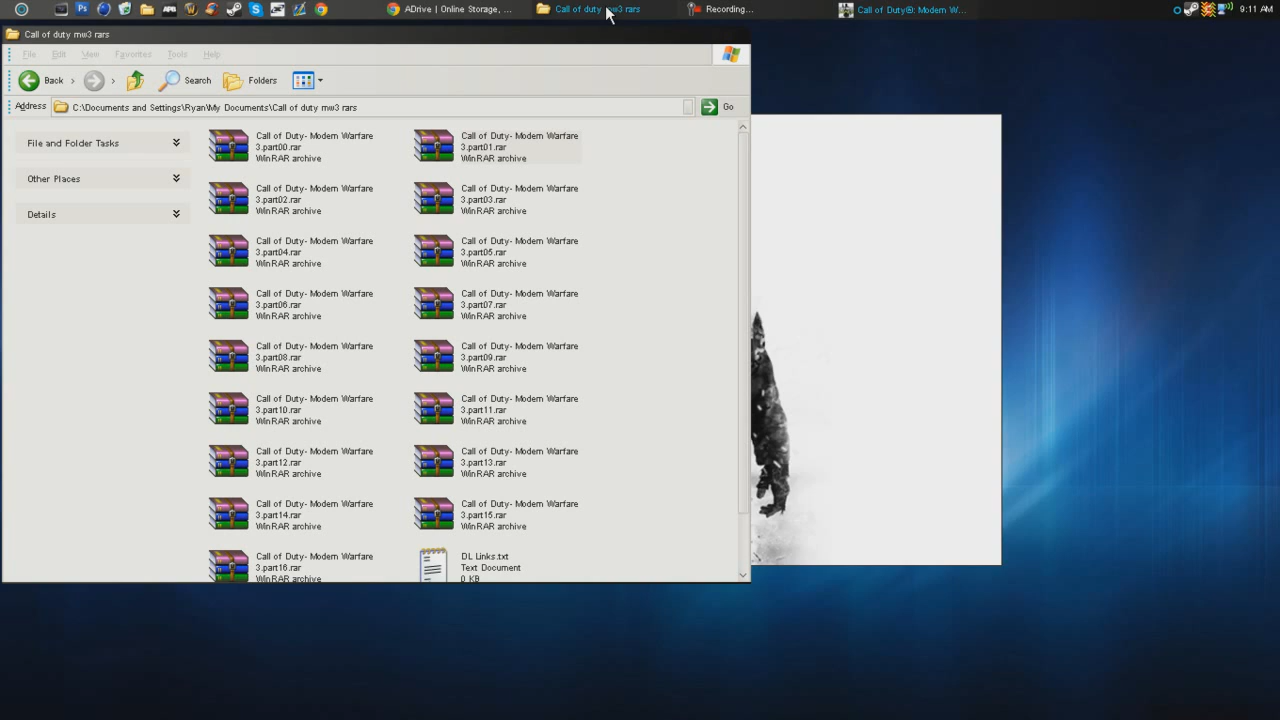 ADrive | Online Storage, ...
Call of duty mw3 rars
Recording...
Call of Duty®: Modern W...
9:11 AM
Call of duty mw3 rars
File Edit View Favorites Tools Help
Back
Search
Folders
Address
C:\Documents and Settings\Ryan\My Documents\Call of duty mw3 rars
Go
File and Folder Tasks
Other Places
Details
Call of Duty- Modern Warfare
3.part00.rar
WinRAR archive
Call of Duty- Modern Warfare
3.part01.rar
WinRAR archive
Call of Duty- Modern Warfare
3.part02.rar
WinRAR archive
Call of Duty- Modern Warfare
3.part03.rar
WinRAR archive
Call of Duty- Modern Warfare
3.part04.rar
WinRAR archive
Call of Duty- Modern Warfare
3.part05.rar
WinRAR archive
Call of Duty- Modern Warfare
3.part06.rar
WinRAR archive
Call of Duty- Modern Warfare
3.part07.rar
WinRAR archive
Call of Duty- Modern Warfare
3.part08.rar
WinRAR archive
Call of Duty- Modern Warfare
3.part09.rar
WinRAR archive
Call of Duty- Modern Warfare
3.part10.rar
WinRAR archive
Call of Duty- Modern Warfare
3.part11.rar
WinRAR archive
Call of Duty- Modern Warfare
3.part12.rar
WinRAR archive
Call of Duty- Modern Warfare
3.part13.rar
WinRAR archive
Call of Duty- Modern Warfare
3.part14.rar
WinRAR archive
Call of Duty- Modern Warfare
3.part15.rar
WinRAR archive
Call of Duty- Modern Warfare
3.part16.rar
WinRAR archive
DL Links.txt
Text Document
0 KB